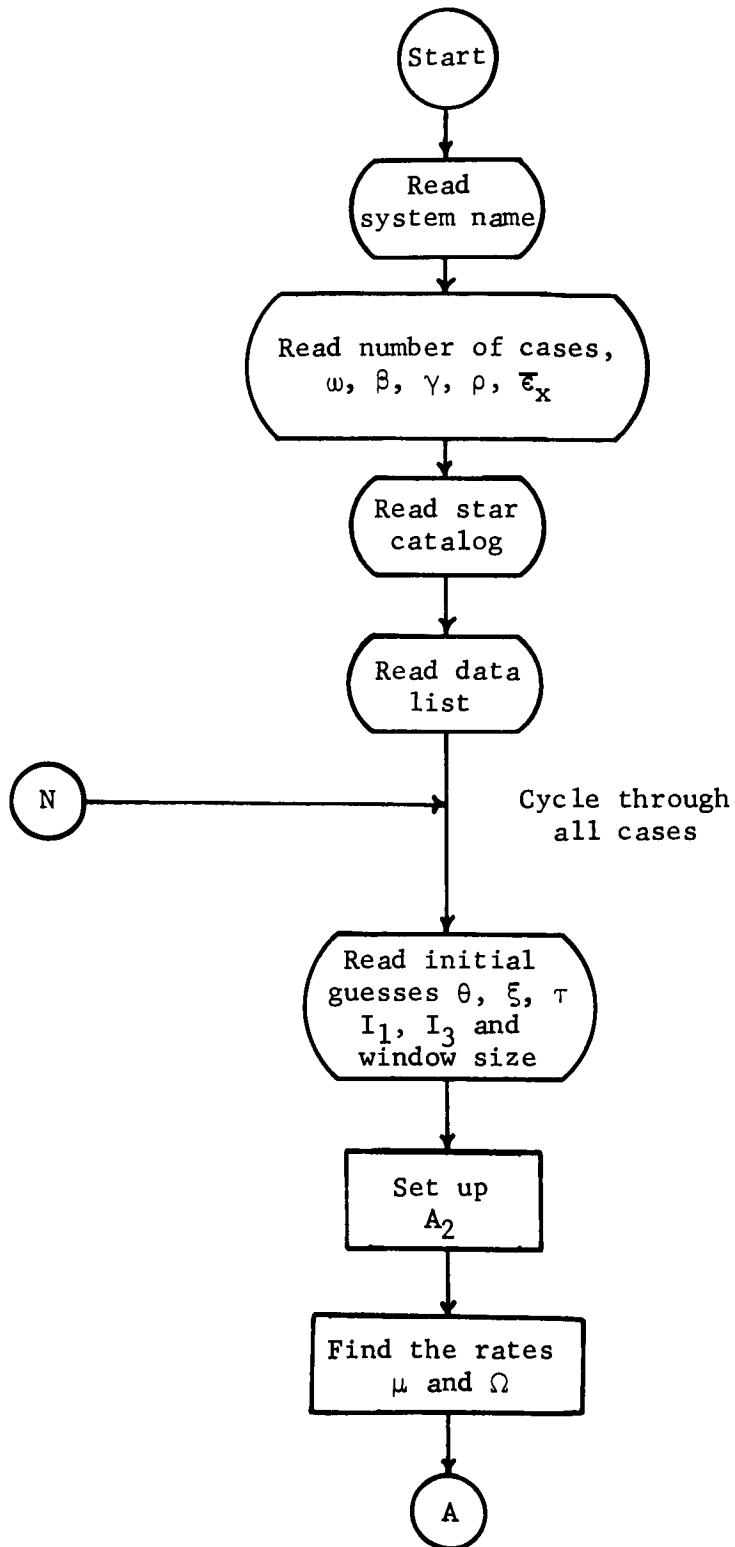 Start
Read
system name
Read number of cases,
ω, β, γ, ρ, ϵ̅ₓ
Read star
catalog
Read data
list
N
Cycle through
all cases
Read initial
guesses θ, ξ, τ
I₁, I₃ and
window size
Set up
A₂
Find the rates
μ and Ω
A